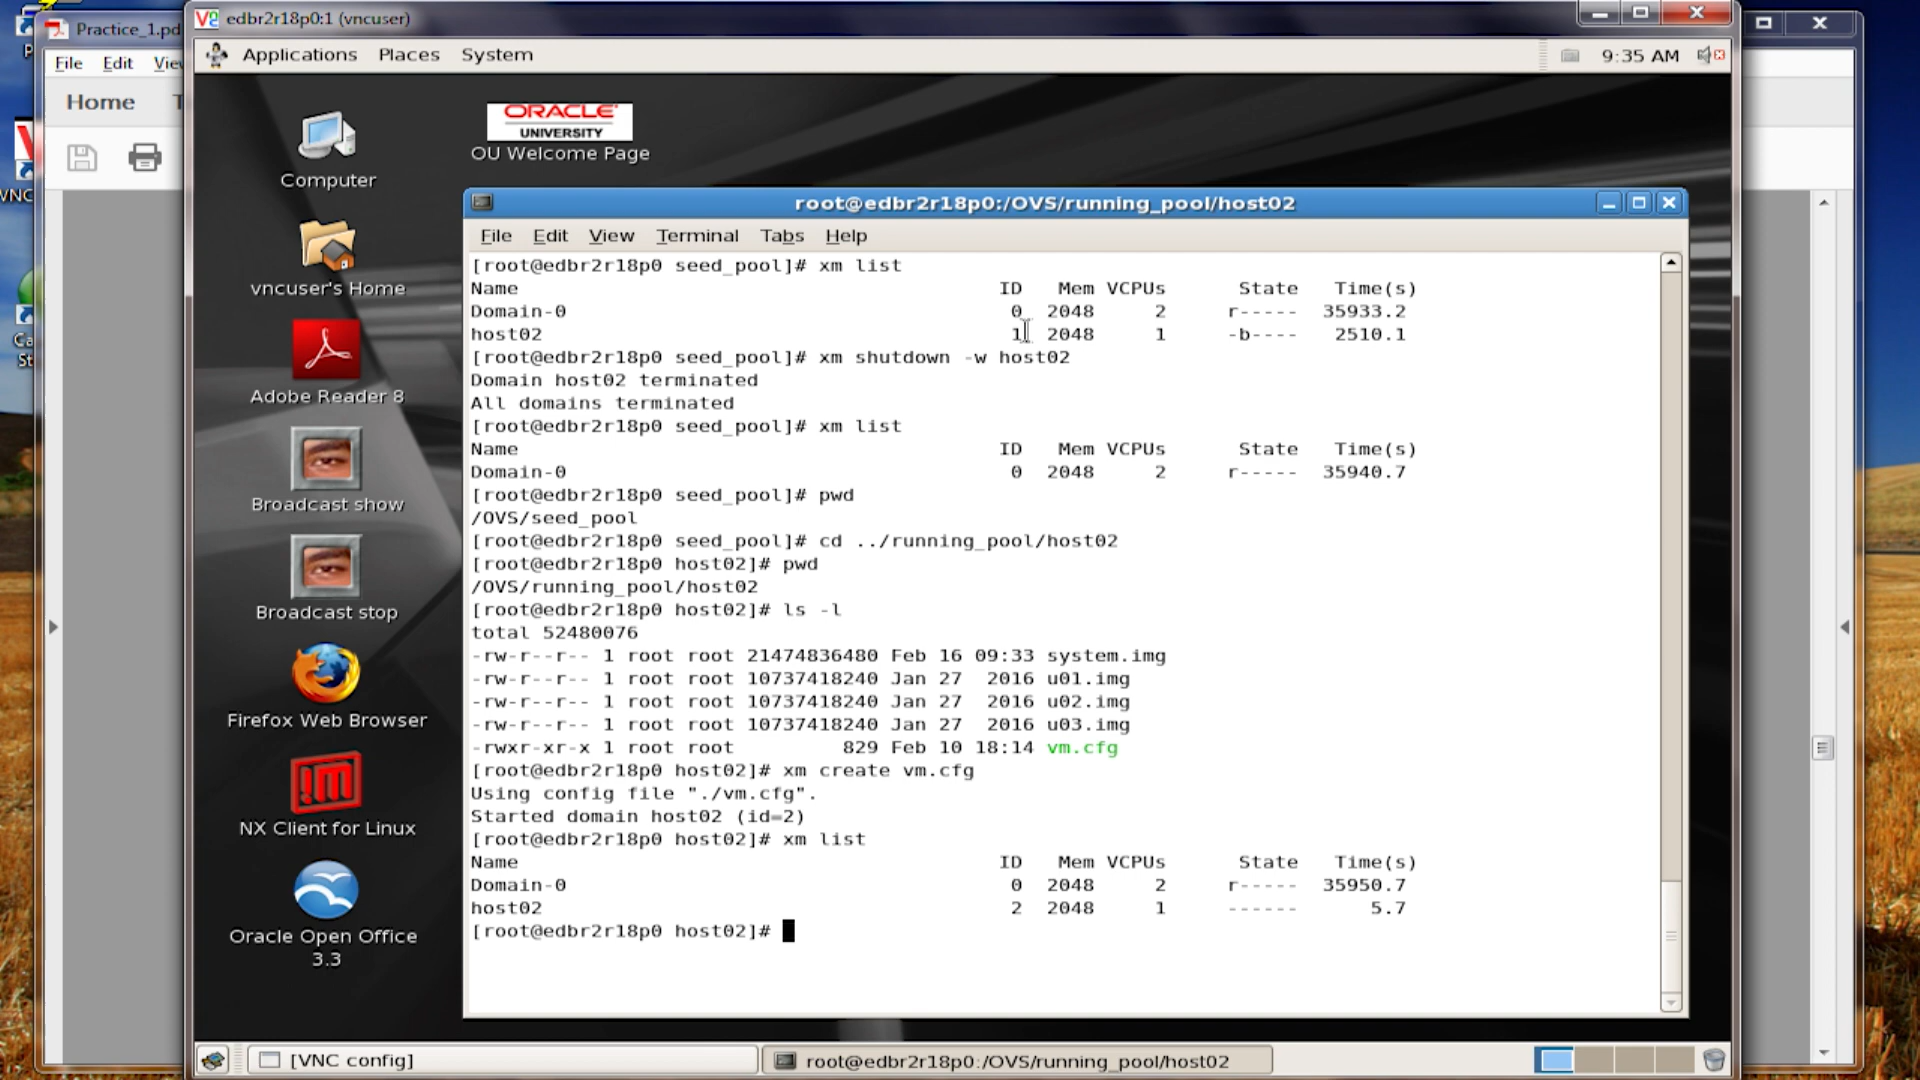 edbr2r18p0:1 (vncuser)
Practice_1.pd
File Edit View
Home T
Applications Places System
9:35 AM
ORACLE
UNIVERSITY
OU Welcome Page
Computer
vncuser's Home
Adobe Reader 8
Broadcast show
Broadcast stop
Firefox Web Browser
NX Client for Linux
Oracle Open Office
3.3
root@edbr2r18p0:/OVS/running_pool/host02
File Edit View Terminal Tabs Help
[root@edbr2r18p0 seed_pool]# xm list
Name ID Mem VCPUs State Time(s)
Domain-0 0 2048 2 r----- 35933.2
host02 1 2048 1 -b---- 2510.1
[root@edbr2r18p0 seed_pool]# xm shutdown -w host02
Domain host02 terminated
All domains terminated
[root@edbr2r18p0 seed_pool]# xm list
Name ID Mem VCPUs State Time(s)
Domain-0 0 2048 2 r----- 35940.7
[root@edbr2r18p0 seed_pool]# pwd
/OVS/seed_pool
[root@edbr2r18p0 seed_pool]# cd ../running_pool/host02
[root@edbr2r18p0 host02]# pwd
/OVS/running_pool/host02
[root@edbr2r18p0 host02]# ls -l
total 52480076
-rw-r--r-- 1 root root 21474836480 Feb 16 09:33 system.img
-rw-r--r-- 1 root root 10737418240 Jan 27 2016 u01.img
-rw-r--r-- 1 root root 10737418240 Jan 27 2016 u02.img
-rw-r--r-- 1 root root 10737418240 Jan 27 2016 u03.img
-rwxr-xr-x 1 root root 829 Feb 10 18:14 vm.cfg
[root@edbr2r18p0 host02]# xm create vm.cfg
Using config file "./vm.cfg".
Started domain host02 (id=2)
[root@edbr2r18p0 host02]# xm list
Name ID Mem VCPUs State Time(s)
Domain-0 0 2048 2 r----- 35950.7
host02 2 2048 1 ------ 5.7
[root@edbr2r18p0 host02]#
[VNC config]
root@edbr2r18p0:/OVS/running_pool/host02